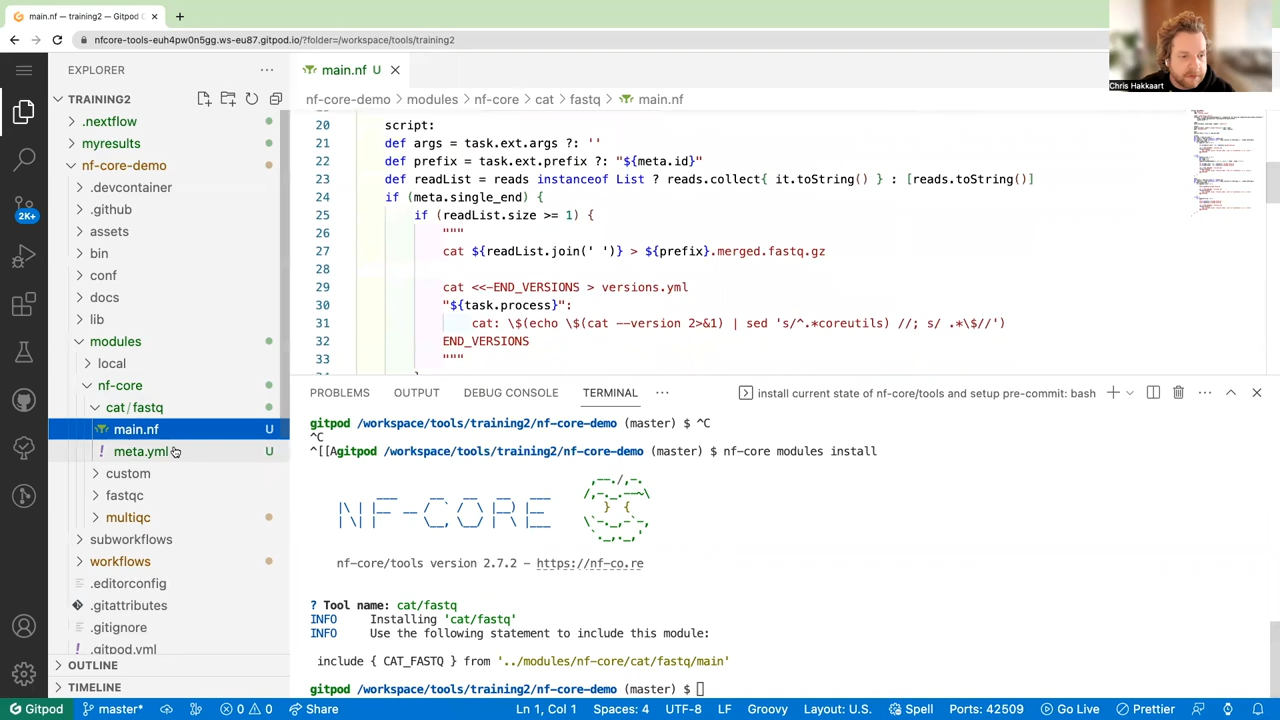 main.nf — training2 — Gitpod C
nfcore-tools-euh4pw0n5gg.ws-eu87.gitpod.io/?folder=/workspace/tools/training2
Chris Hakkaart
EXPLORER
TRAINING2
.nextflow
myresults
nf-core-demo
.devcontainer
.github
assets
bin
conf
docs
lib
modules
local
nf-core
cat/fastq
main.nf U
meta.yml U
custom
fastqc
multiqc
subworkflows
workflows
.editorconfig
.gitattributes
.gitignore
.gitpod.yml
OUTLINE
TIMELINE
2K+
main.nf U
nf-core-demo > modules > nf-core > cat > fastq > main.nf
20 script:
21 def args = task.ext.args ?: ''
22 def prefix = task.ext.prefix ?: "${meta.id}"
23 def readList = reads instanceof List ? reads.collect{ it.toString() } : [reads.toString()]
24 if (meta.single_end) {
25 if (readList.size >= 1) {
26 """
27 cat ${readList.join(' ')} > ${prefix}.merged.fastq.gz
28
29 cat <<-END_VERSIONS > versions.yml
30 "${task.process}":
31 cat: \$(echo \$(cat --version 2>&1) | sed 's/^.*coreutils) //; s/ .*\$//')
32 END_VERSIONS
33 """
PROBLEMS OUTPUT DEBUG CONSOLE TERMINAL
install current state of nf-core/tools and setup pre-commit: bash
gitpod /workspace/tools/training2/nf-core-demo (master) $ ^C
^C
^[[Agitpod /workspace/tools/training2/nf-core-demo (master) $ nf-core modules install
NF-CORE
nf-core/tools version 2.7.2 - https://nf-co.re
? Tool name: cat/fastq
INFO Installing 'cat/fastq'
INFO Use the following statement to include this module:
include { CAT_FASTQ } from '../modules/nf-core/cat/fastq/main'
gitpod /workspace/tools/training2/nf-core-demo (master) $
Gitpod master* 0 0 Share Ln 1, Col 1 Spaces: 4 UTF-8 LF Groovy Layout: U.S. Spell Ports: 42509 Go Live Prettier